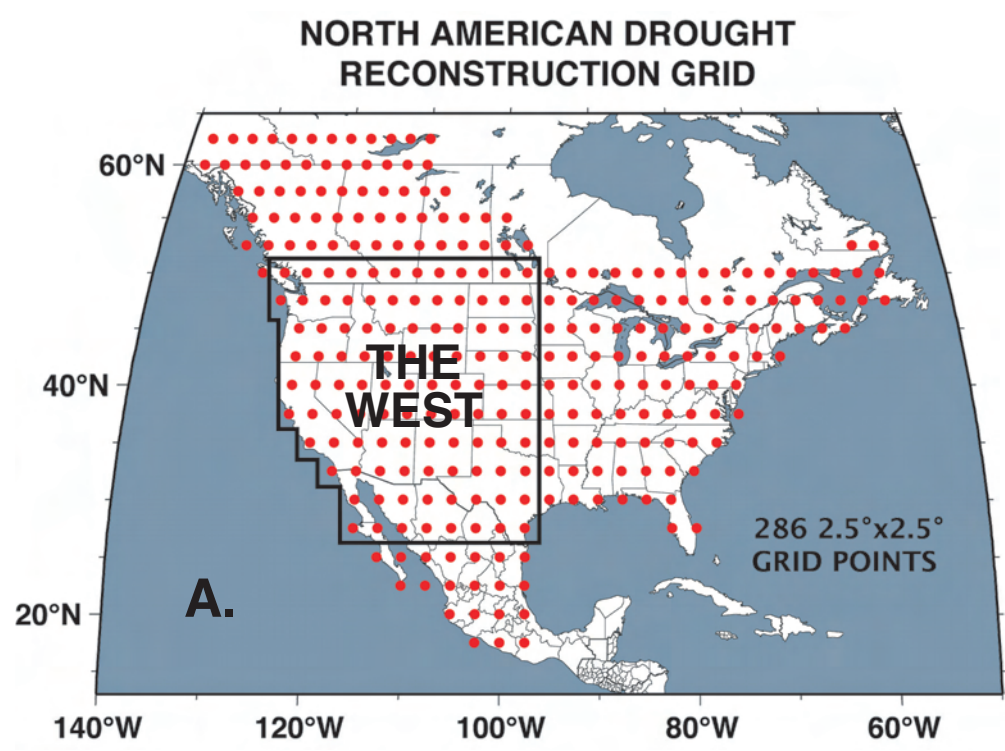 NORTH AMERICAN DROUGHT
RECONSTRUCTION GRID
60°N
40°N
20°N
THE
WEST
286 2.5°x2.5°
GRID POINTS
A.
140°W 120°W 100°W 80°W 60°W